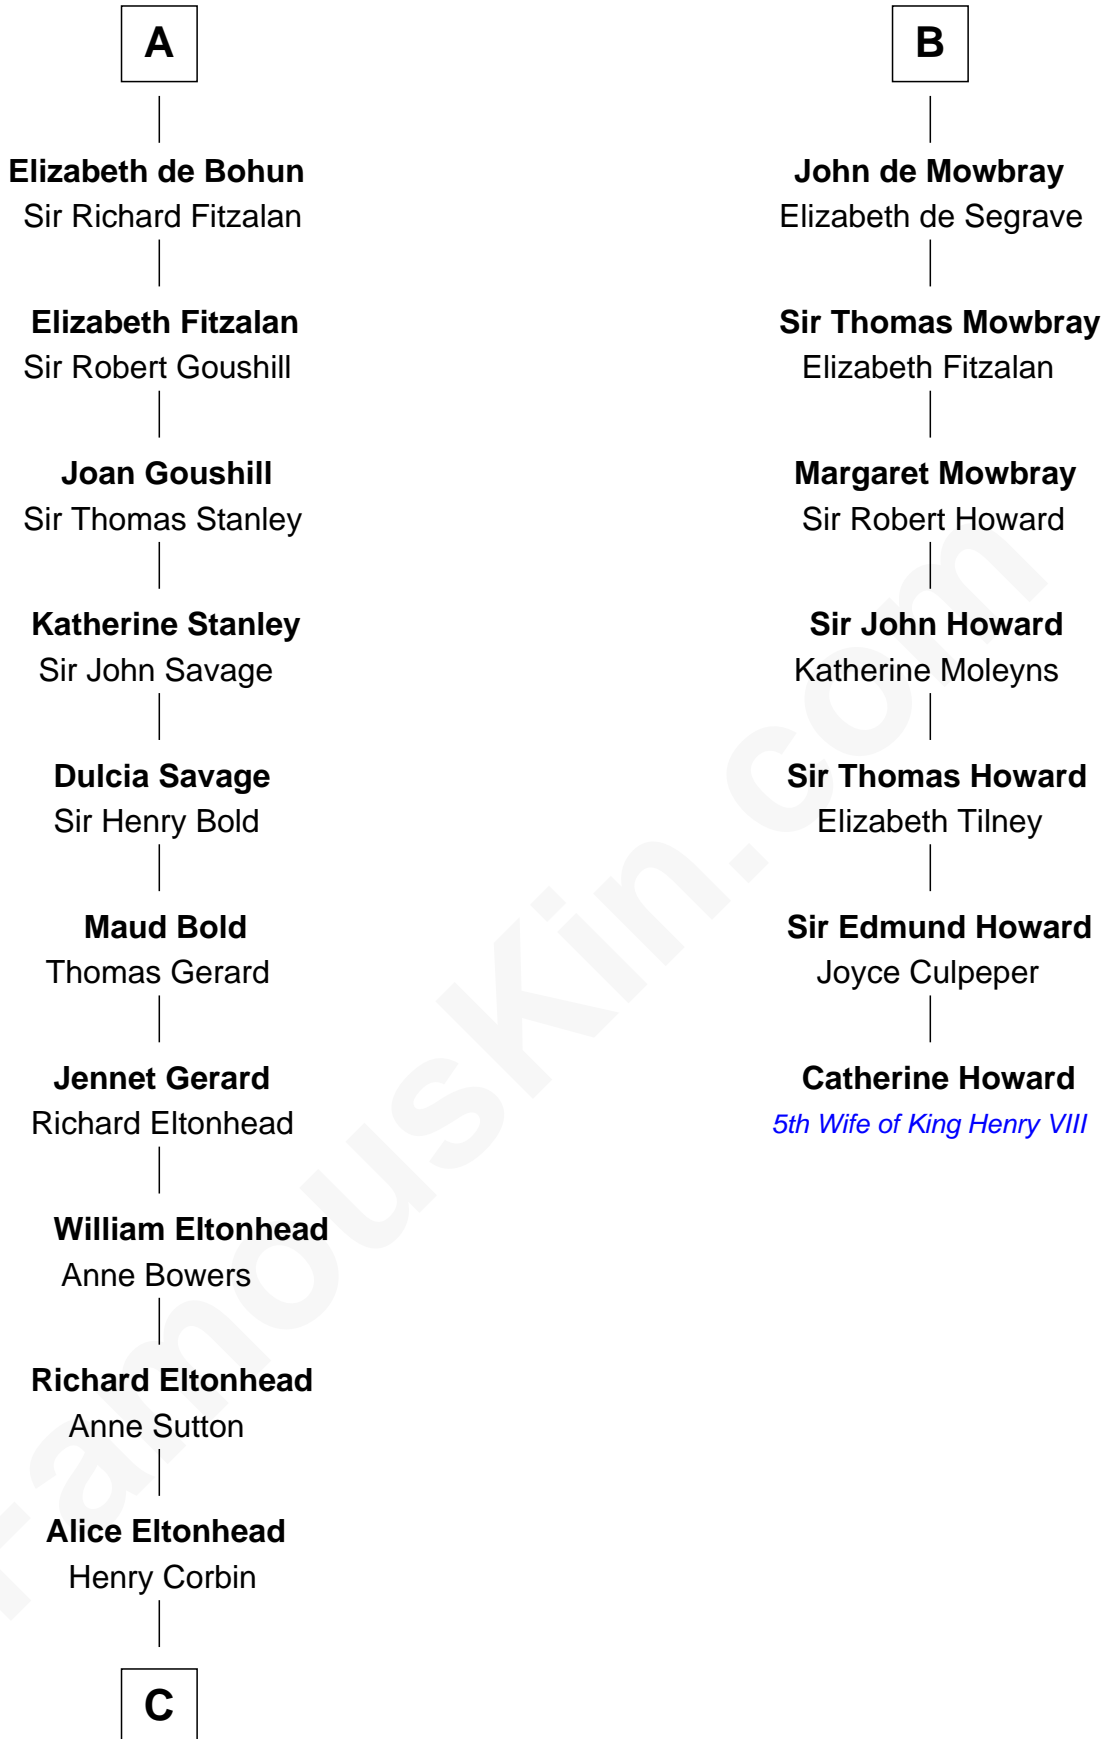 A
Elizabeth de Bohun
Sir Richard Fitzalan
Elizabeth Fitzalan
Sir Robert Goushill
Joan Goushill
Sir Thomas Stanley
Katherine Stanley
Sir John Savage
Dulcia Savage
Sir Henry Bold
Maud Bold
Thomas Gerard
Jennet Gerard
Richard Eltonhead
William Eltonhead
Anne Bowers
Richard Eltonhead
Anne Sutton
Alice Eltonhead
Henry Corbin
C
B
John de Mowbray
Elizabeth de Segrave
Sir Thomas Mowbray
Elizabeth Fitzalan
Margaret Mowbray
Sir Robert Howard
Sir John Howard
Katherine Moleyns
Sir Thomas Howard
Elizabeth Tilney
Sir Edmund Howard
Joyce Culpeper
Catherine Howard
5th Wife of King Henry VIII
FamousKin.com